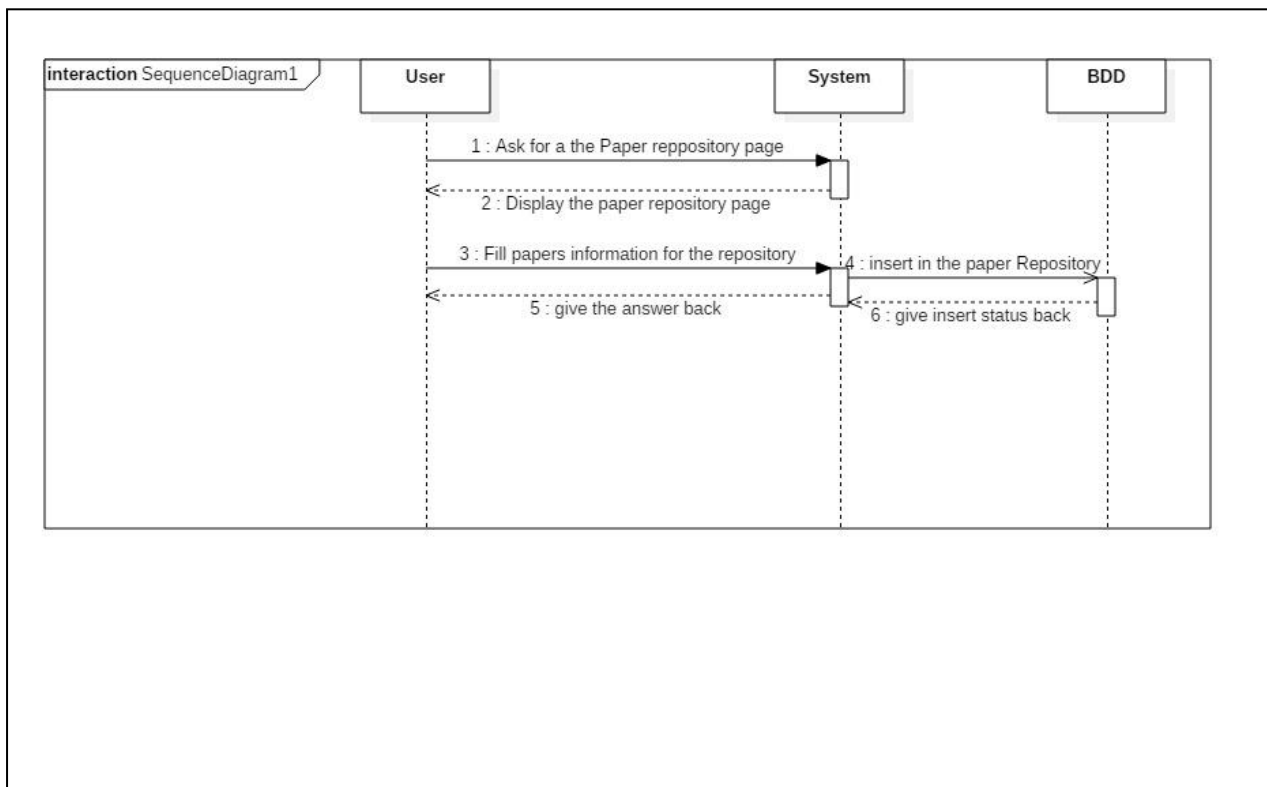 interaction SequenceDiagram1
User
System
BDD
1 : Ask for a the Paper reppository page
2 : Display the paper repository page
3 : Fill papers information for the repository
4 : insert in the paper Repository
5 : give the answer back
6 : give insert status back